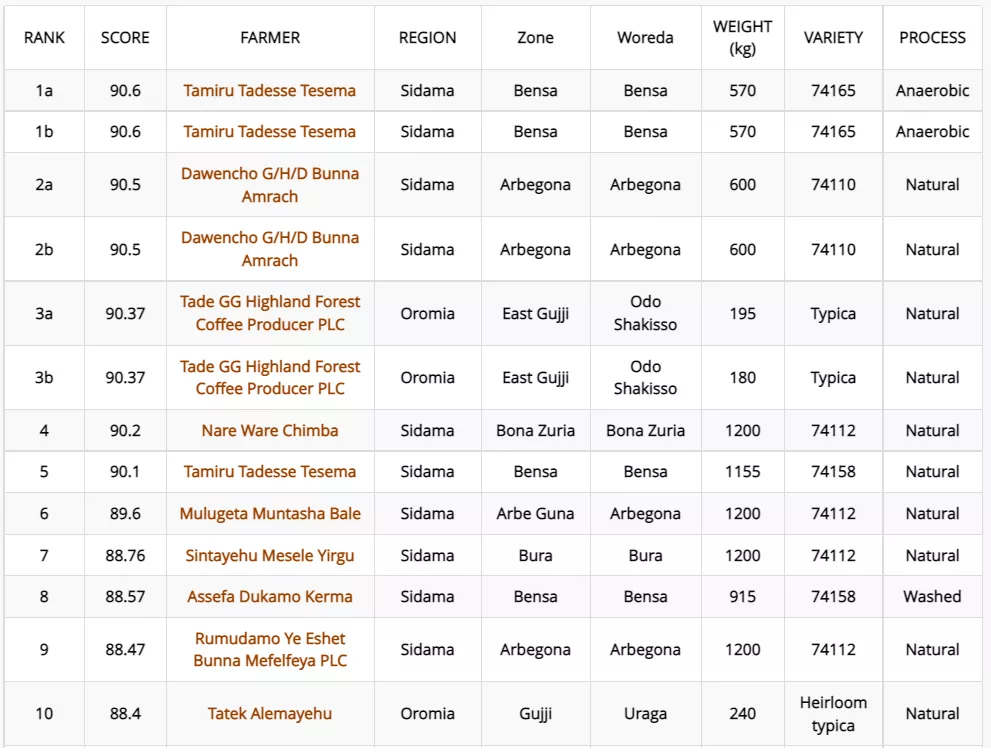 RANK SCORE FARMER REGION Zone Woreda WEIGHT (kg) VARIETY PROCESS
1a 90.6 Tamiru Tadesse Tesema Sidama Bensa Bensa 570 74165 Anaerobic
1b 90.6 Tamiru Tadesse Tesema Sidama Bensa Bensa 570 74165 Anaerobic
2a 90.5 Dawencho G/H/D Bunna Amrach Sidama Arbegona Arbegona 600 74110 Natural
2b 90.5 Dawencho G/H/D Bunna Amrach Sidama Arbegona Arbegona 600 74110 Natural
3a 90.37 Tade GG Highland Forest Coffee Producer PLC Oromia East Gujji Odo Shakisso 195 Typica Natural
3b 90.37 Tade GG Highland Forest Coffee Producer PLC Oromia East Gujji Odo Shakisso 180 Typica Natural
4 90.2 Nare Ware Chimba Sidama Bona Zuria Bona Zuria 1200 74112 Natural
5 90.1 Tamiru Tadesse Tesema Sidama Bensa Bensa 1155 74158 Natural
6 89.6 Mulugeta Muntasha Bale Sidama Arbe Guna Arbegona 1200 74112 Natural
7 88.76 Sintayehu Mesele Yirgu Sidama Bura Bura 1200 74112 Natural
8 88.57 Assefa Dukamo Kerma Sidama Bensa Bensa 915 74158 Washed
9 88.47 Rumudamo Ye Eshet Bunna Mefelfeya PLC Sidama Arbegona Arbegona 1200 74112 Natural
10 88.4 Tatek Alemayehu Oromia Gujji Uraga 240 Heirloom typica Natural